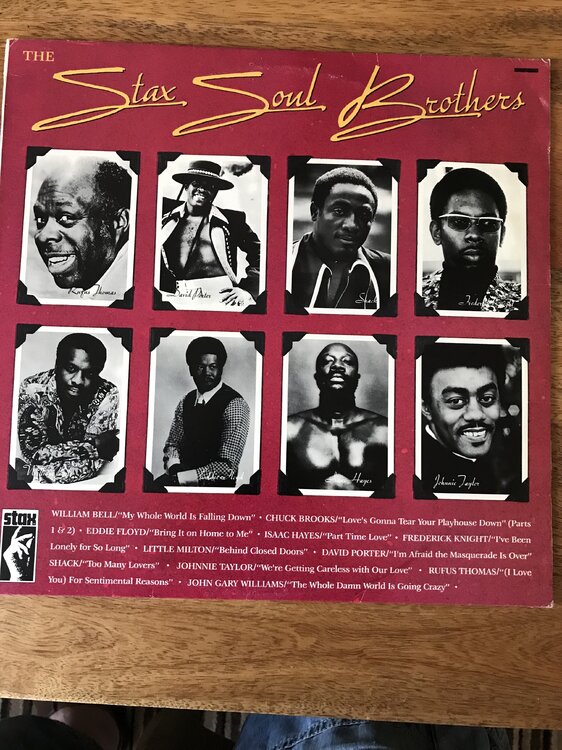 THE
Stax Soul Brothers
Rufus Thomas
David Porter
Shack
Johnnie Taylor
stax
WILLIAM BELL/“My Whole World Is Falling Down” • CHUCK BROOKS/“Love's Gonna Tear Your Playhouse Down” (Parts
1 & 2) • EDDIE FLOYD/“Bring It on Home to Me” • ISAAC HAYES/“Part Time Love” • FREDERICK KNIGHT/“I've Been
Lonely for So Long” • LITTLE MILTON/“Behind Closed Doors” • DAVID PORTER/“I'm Afraid the Masquerade Is Over”
SHACK/“Too Many Lovers” • JOHNNIE TAYLOR/“We're Getting Careless with Our Love” • RUFUS THOMAS/“(I Love
You) For Sentimental Reasons” • JOHN GARY WILLIAMS/“The Whole Damn World Is Going Crazy” •